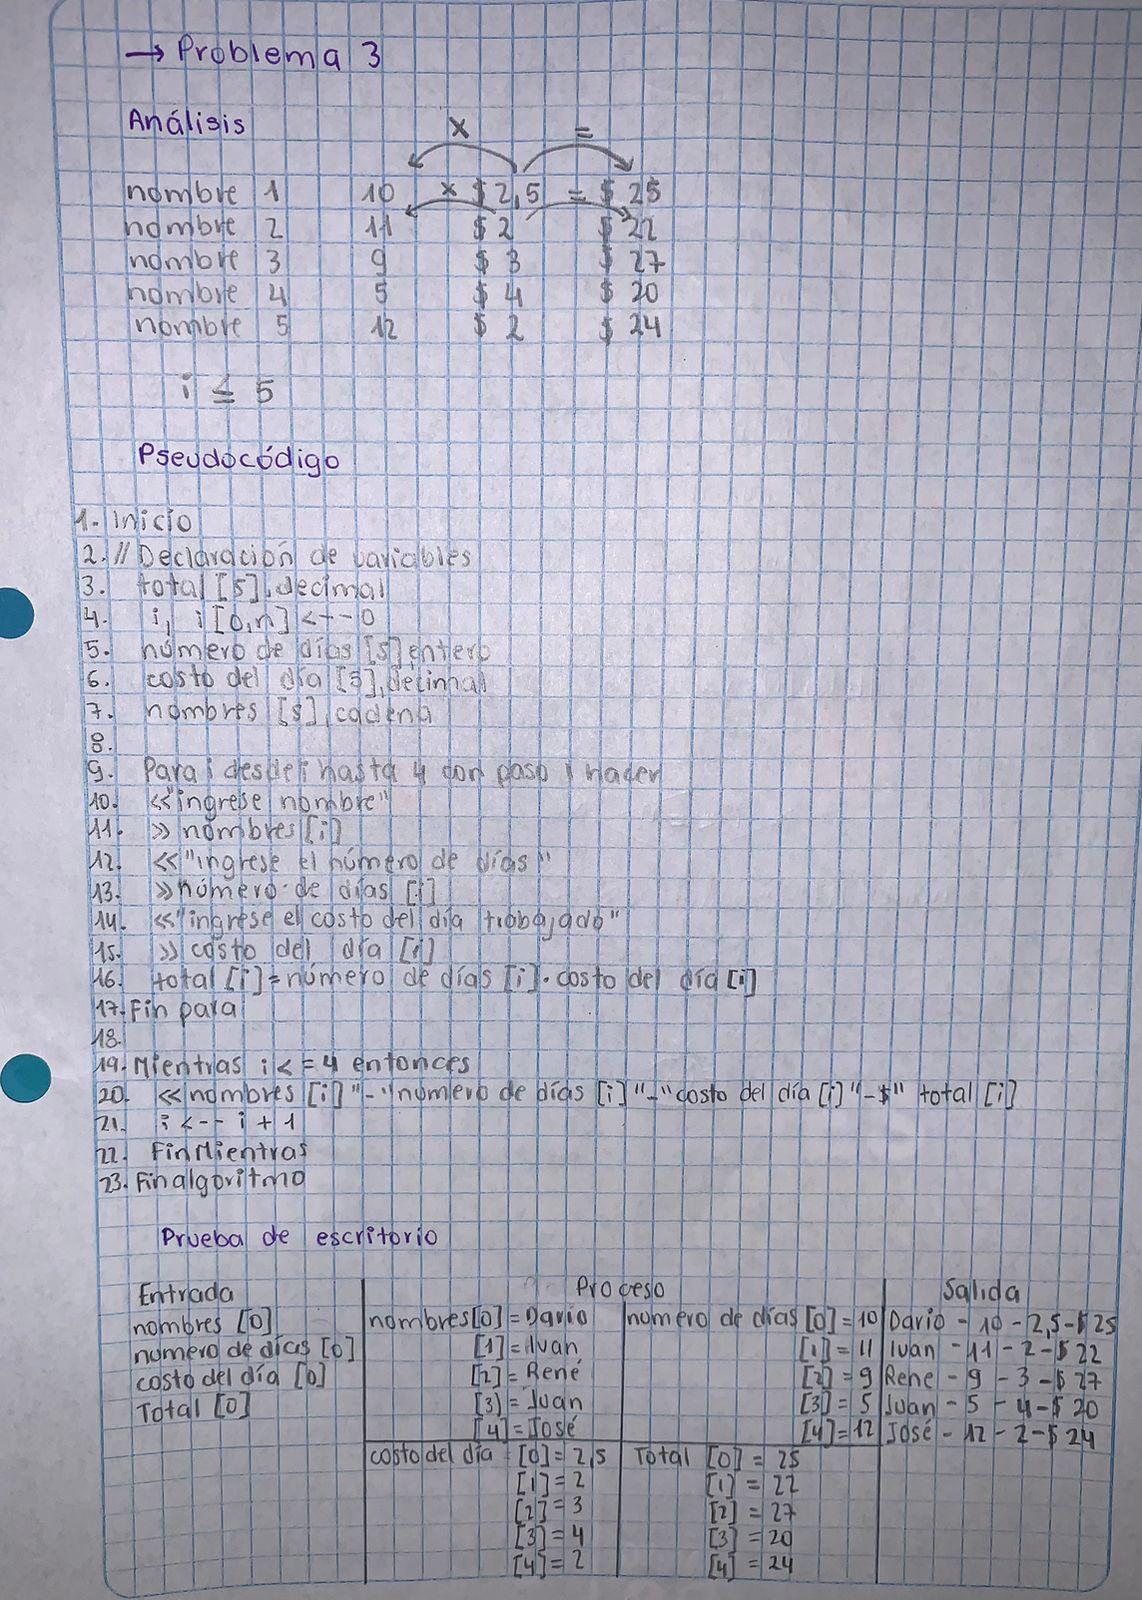 → Problema 3
Análisis
x =
nombre 1 10 x $ 2,5 = $ 25
nombre 2 11 $ 2 $ 22
nombre 3 9 $ 3 $ 27
nombre 4 5 $ 4 $ 20
nombre 5 12 $ 2 $ 24
i ≤ 5
Pseudocódigo
1. Inicio
2. // Declaración de variables
3. total [5], decimal
4. i, i [0,n] <--0
5. número de días [5] entero
6. costo del día [5], decimal
7. nombres [5], cadena
8.
9. Para i desde i hasta 4 con paso 1 hacer
10. <<"ingrese nombre"
11. >> nombres [i]
12. <<"ingrese el número de días"
13. >> número de días [i]
14. <<"ingrese el costo del día trabajado"
15. >> costo del día [i]
16. total [i] = número de días [i] . costo del día [i]
17. Fin para
18.
19. Mientras i <= 4 entonces
20. << nombres [i] "-" numero de días [i] "-" costo del día [i] "-$" total [i]
21. i <-- i + 1
22. Fin Mientras
23. Fin algoritmo
Prueba de escritorio
Entrada Proceso Salida
nombres [0] nombres[0] = Dario numero de días [0] = 10 Dario - 10 - 2,5 - $25
numero de días [0] [1] = Iván [1] = 11 Iván - 11 - 2 - $ 22
costo del día [0] [2] = René [2] = 9 Rene - 9 - 3 - $ 27
Total [0] [3] = Juan [3] = 5 Juan - 5 - 4 - $ 20
[4] = José [4] = 12 José - 12 - 2 - $ 24
costo del día [0] = 2,5 Total [0] = 25
[1] = 2 [1] = 22
[2] = 3 [2] = 27
[3] = 4 [3] = 20
[4] = 2 [4] = 24